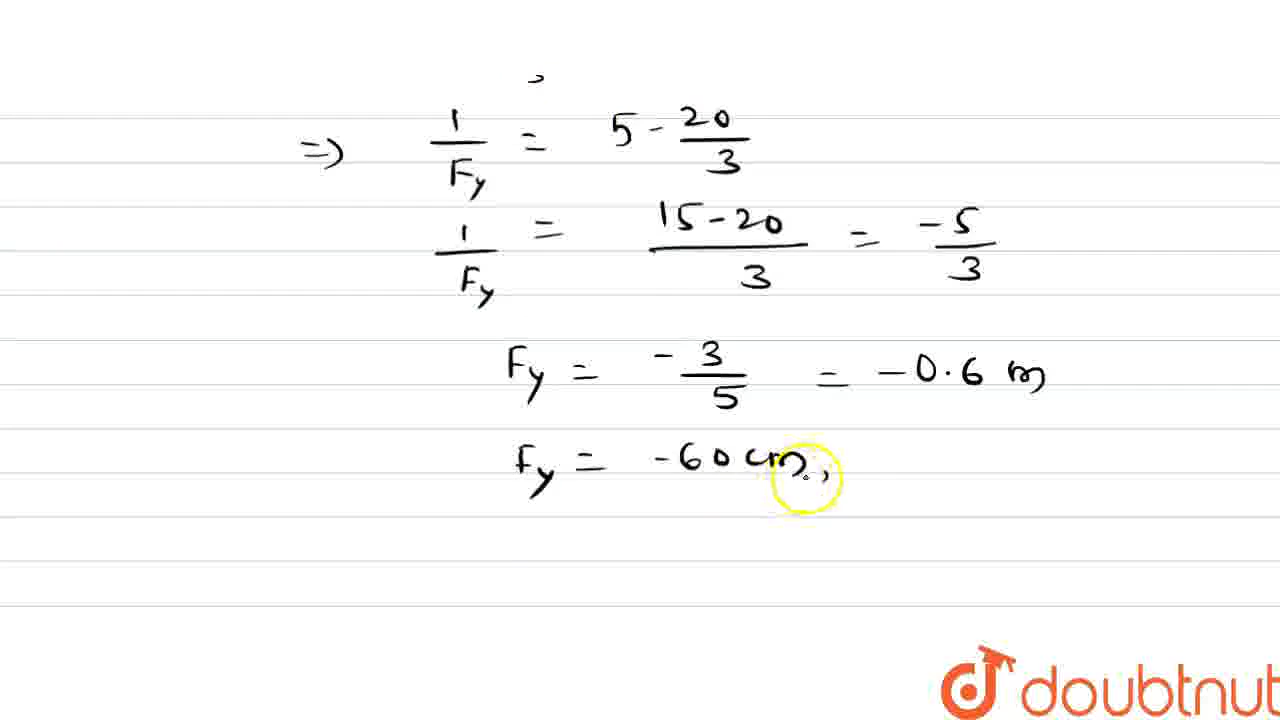 => 1/Fy = 5 - 20/3
1/Fy = 15-20/3 = -5/3
Fy = -3/5 = -0.6 m
Fy = -60 cm,
doubtnut